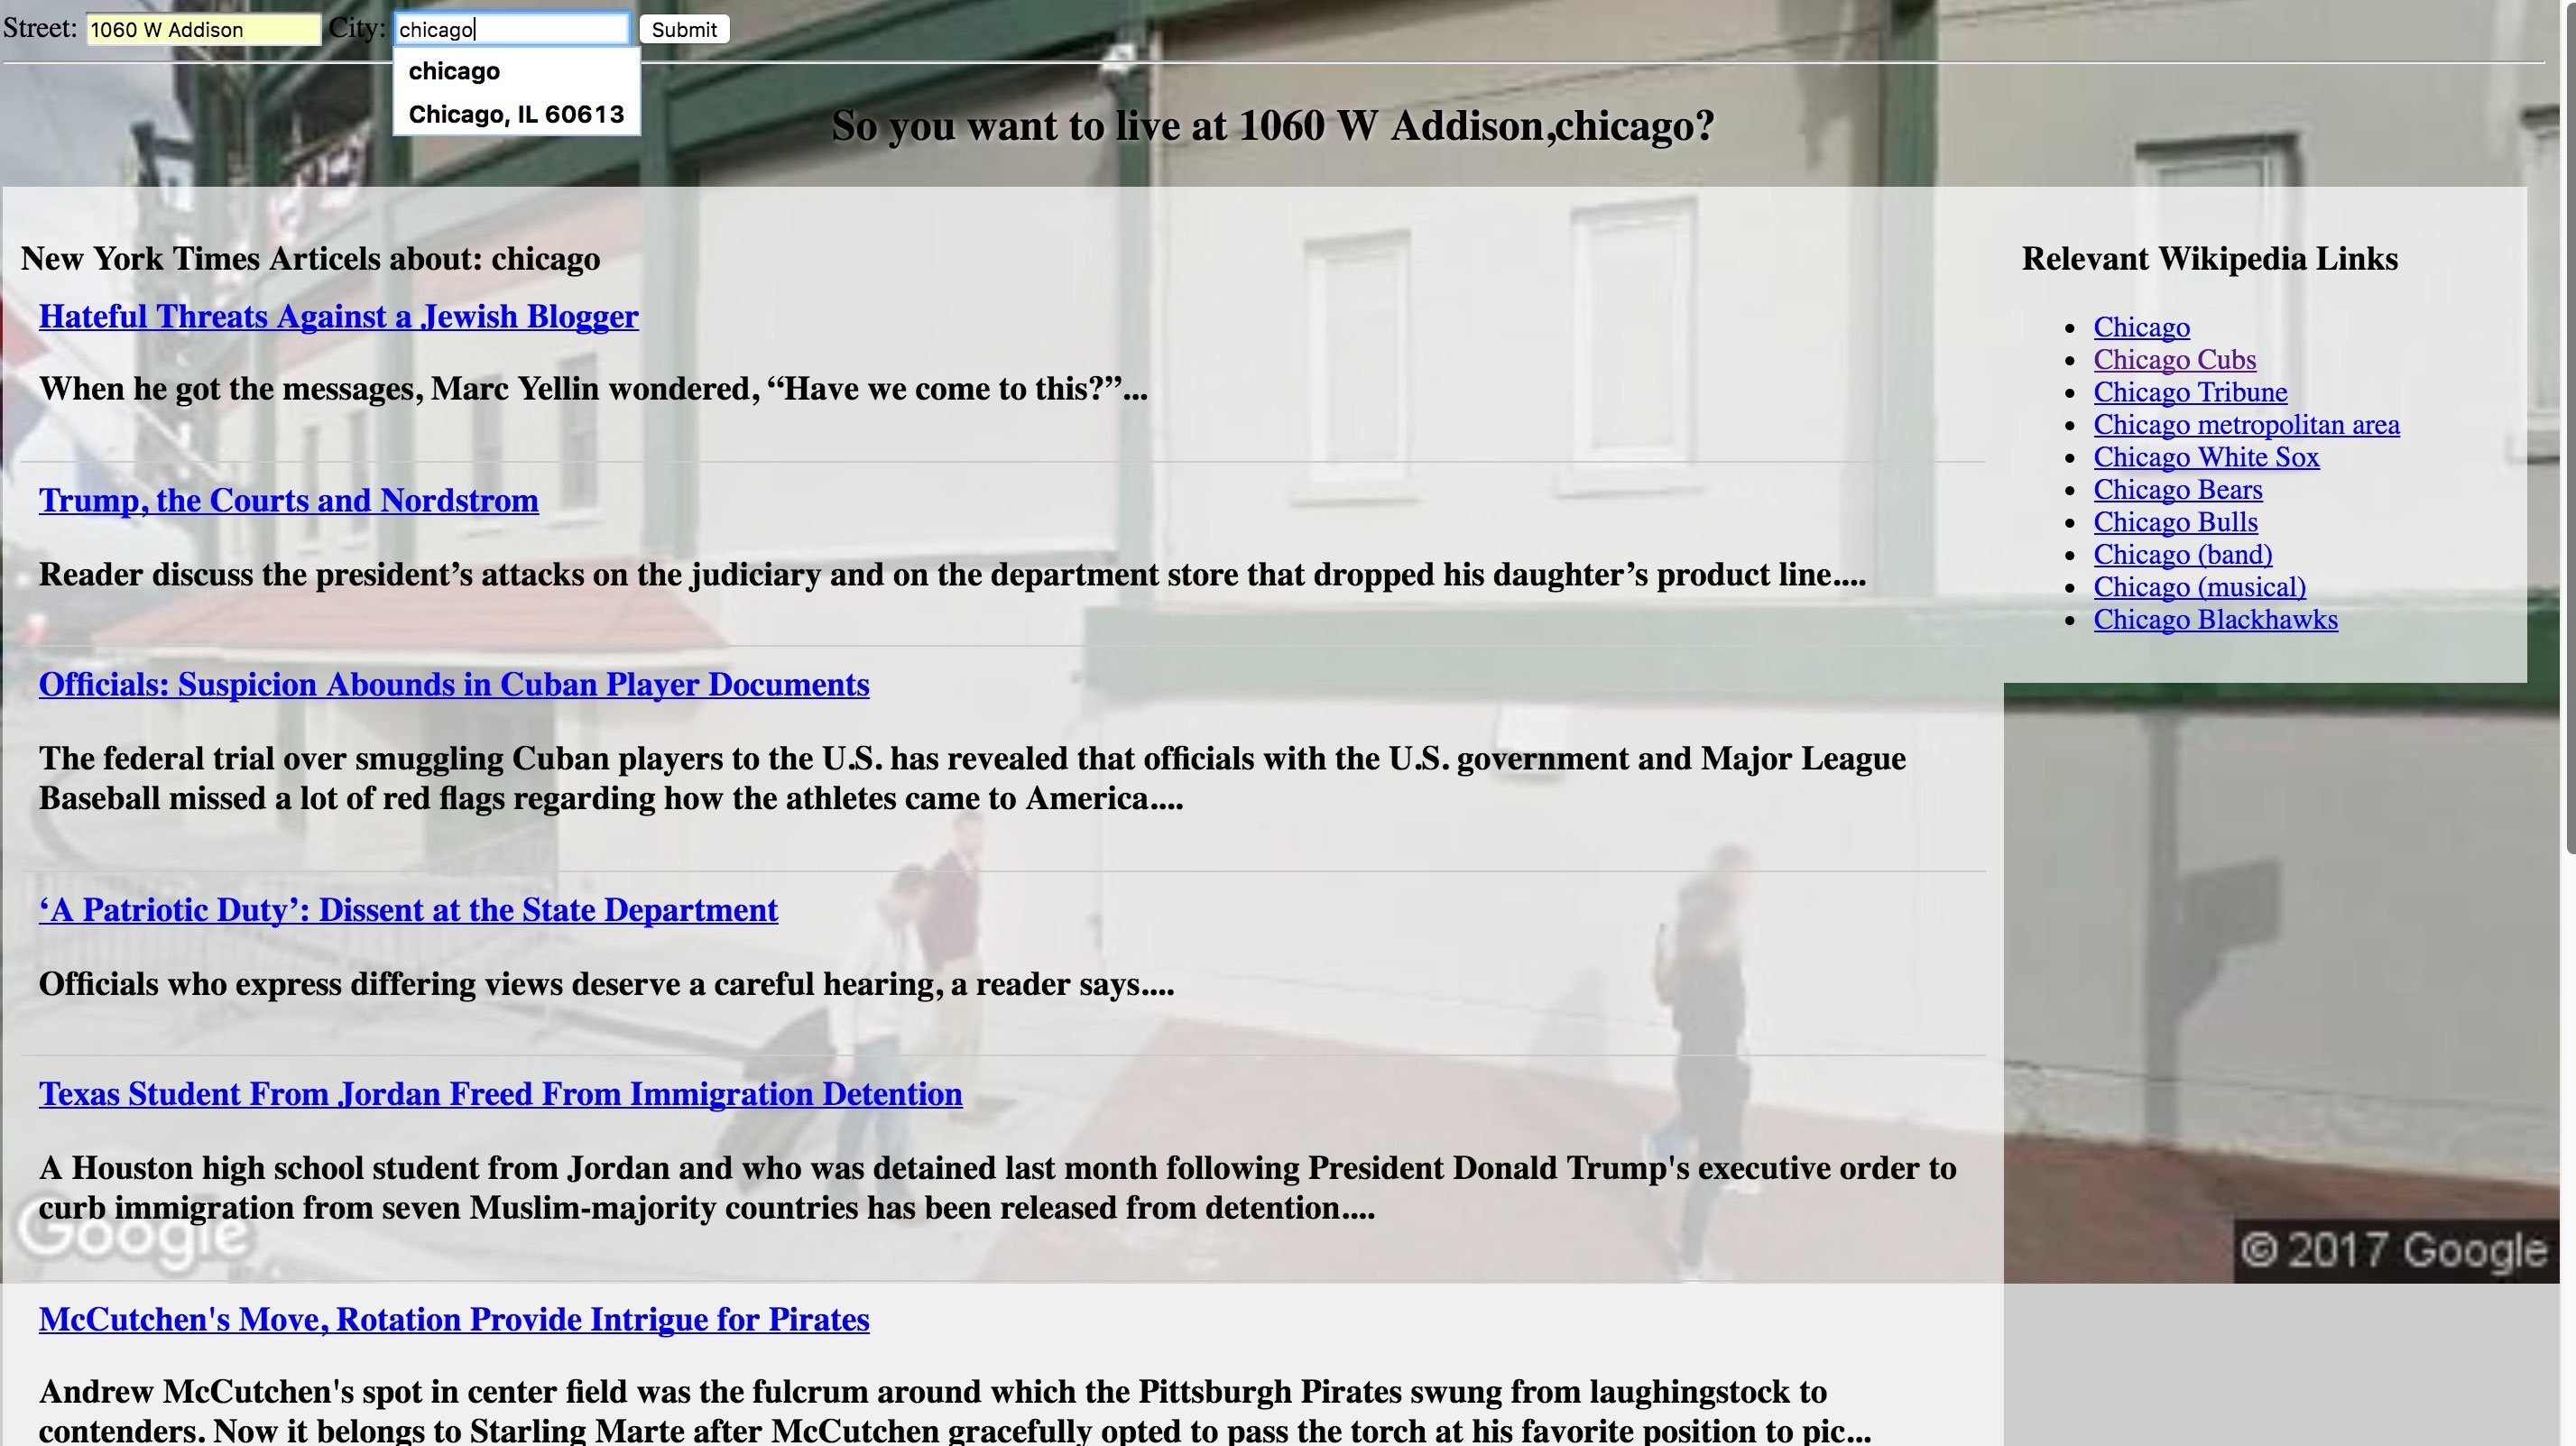 Street: 1060 W Addison City: chicago Submit
chicago
Chicago, IL 60613
So you want to live at 1060 W Addison,chicago?
New York Times Articels about: chicago
Hateful Threats Against a Jewish Blogger
When he got the messages, Marc Yellin wondered, “Have we come to this?”...
Trump, the Courts and Nordstrom
Reader discuss the president’s attacks on the judiciary and on the department store that dropped his daughter’s product line....
Officials: Suspicion Abounds in Cuban Player Documents
The federal trial over smuggling Cuban players to the U.S. has revealed that officials with the U.S. government and Major League
Baseball missed a lot of red flags regarding how the athletes came to America....
‘A Patriotic Duty’: Dissent at the State Department
Officials who express differing views deserve a careful hearing, a reader says....
Texas Student From Jordan Freed From Immigration Detention
A Houston high school student from Jordan and who was detained last month following President Donald Trump's executive order to
curb immigration from seven Muslim-majority countries has been released from detention....
McCutchen's Move, Rotation Provide Intrigue for Pirates
Andrew McCutchen's spot in center field was the fulcrum around which the Pittsburgh Pirates swung from laughingstock to
contenders. Now it belongs to Starling Marte after McCutchen gracefully opted to pass the torch at his favorite position to pic...
Relevant Wikipedia Links
Chicago
Chicago Cubs
Chicago Tribune
Chicago metropolitan area
Chicago White Sox
Chicago Bears
Chicago Bulls
Chicago (band)
Chicago (musical)
Chicago Blackhawks
Google
© 2017 Google